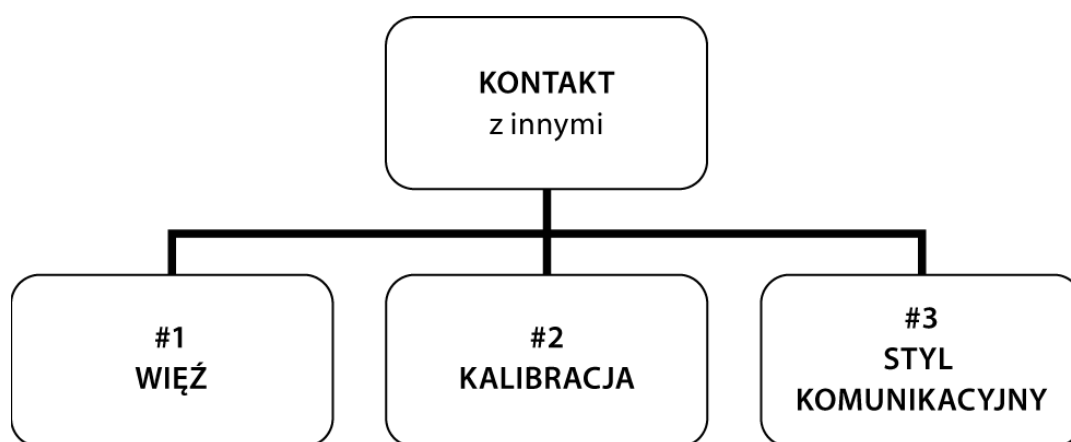 KONTAKT
z innymi
#1
WIĘŹ
#2
KALIBRACJA
#3
STYL
KOMUNIKACYJNY